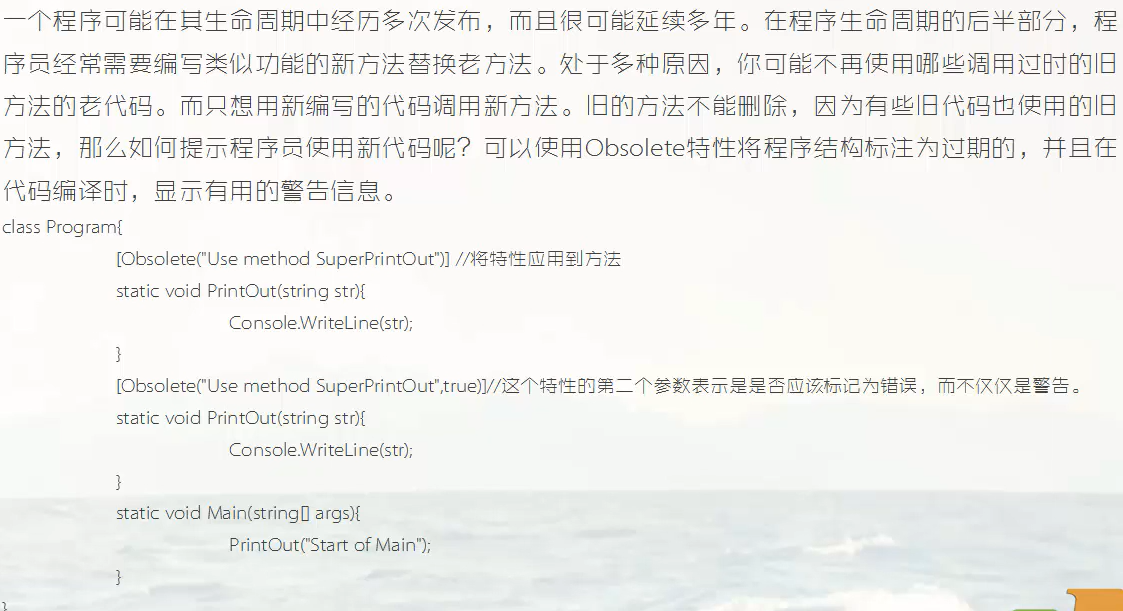 一个程序可能在其生命周期中经历多次发布，而且很可能延续多年。在程序生命周期的后半部分，程
序员经常需要编写类似功能的新方法替换老方法。处于多种原因，你可能不再使用哪些调用过时的旧
方法的老代码。而只想用新编写的代码调用新方法。旧的方法不能删除，因为有些旧代码也使用的旧
方法，那么如何提示程序员使用新代码呢？可以使用Obsolete特性将程序结构标注为过期的，并且在
代码编译时，显示有用的警告信息。
class Program{
[Obsolete("Use method SuperPrintOut")] //将特性应用到方法
static void PrintOut(string str){
Console.WriteLine(str);
}
[Obsolete("Use method SuperPrintOut",true)]//这个特性的第二个参数表示是是否应该标记为错误，而不仅仅是警告。
static void PrintOut(string str){
Console.WriteLine(str);
}
static void Main(string[] args){
PrintOut("Start of Main");
}
}